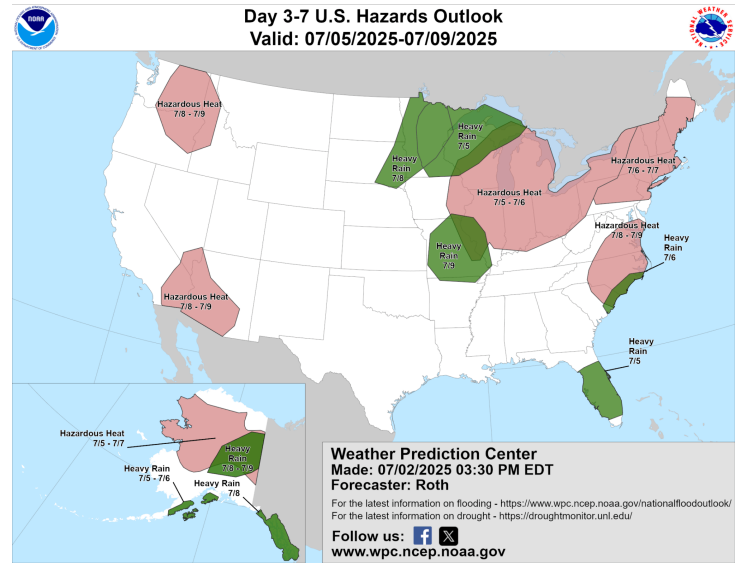 Day 3-7 U.S. Hazards Outlook
Valid: 07/05/2025-07/09/2025
NOAA
Hazardous Heat
7/8 - 7/9
Heavy
Rain
7/5
Heavy
Rain
7/8
Hazardous Heat
7/6 - 7/7
Hazardous Heat
7/5 - 7/6
Hazardous Heat
7/8 - 7/9
Heavy
Rain
7/6
Heavy
Rain
7/9
Hazardous Heat
7/8 - 7/9
Heavy
Rain
7/5
Hazardous Heat
7/5 - 7/7
Heavy
Rain
7/8 - 7/9
Heavy Rain
7/5 - 7/6
Heavy Rain
7/8
Weather Prediction Center
Made: 07/02/2025 03:30 PM EDT
Forecaster: Roth
For the latest information on flooding - https://www.wpc.ncep.noaa.gov/nationalfloodoutlook/
For the latest information on drought - https://droughtmonitor.unl.edu/
Follow us:
www.wpc.ncep.noaa.gov